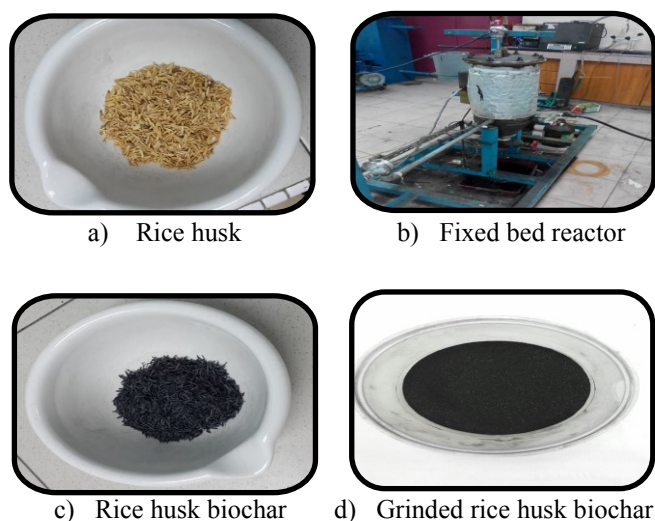 a) Rice husk
b) Fixed bed reactor
c) Rice husk biochar
d) Grinded rice husk biochar